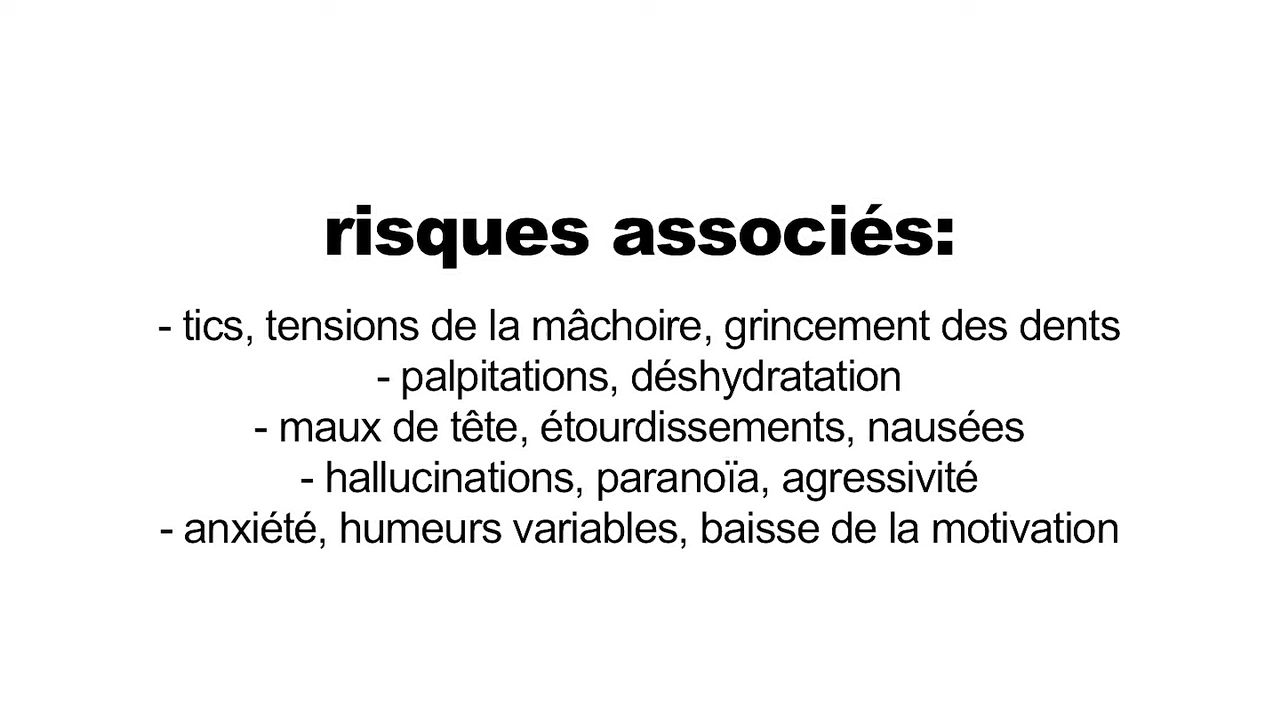 risques associés:
- tics, tensions de la mâchoire, grincement des dents
- palpitations, déshydratation
- maux de tête, étourdissements, nausées
- hallucinations, paranoïa, agressivité
- anxiété, humeurs variables, baisse de la motivation